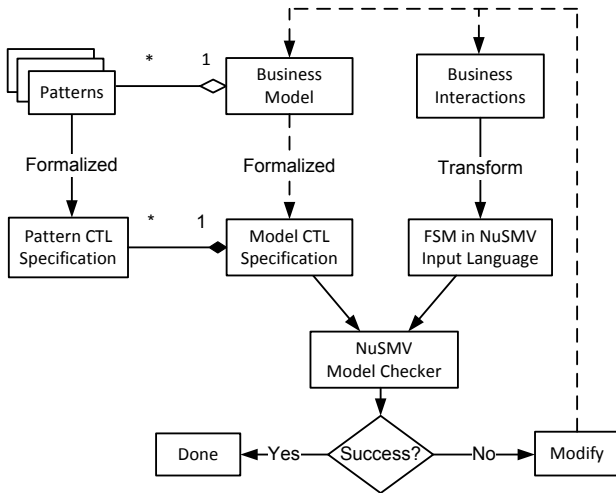 * 1
Patterns
Business
Model
Business
Interactions
Formalized
Formalized
Transform
Pattern CTL
Specification
* 1
Model CTL
Specification
FSM in NuSMV
Input Language
NuSMV
Model Checker
Done
Yes
Success?
No
Modify